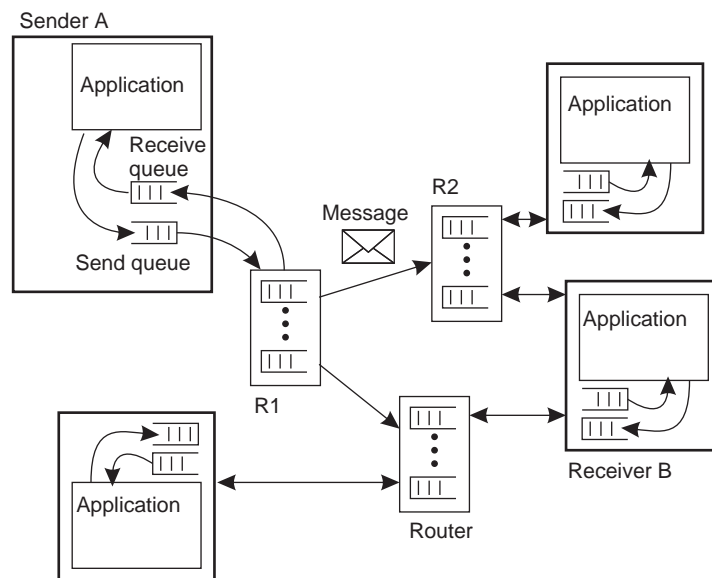 Sender A
Application
Receive
queue
Send queue
Application
R2
Message
Application
R1
Receiver B
Application
Router